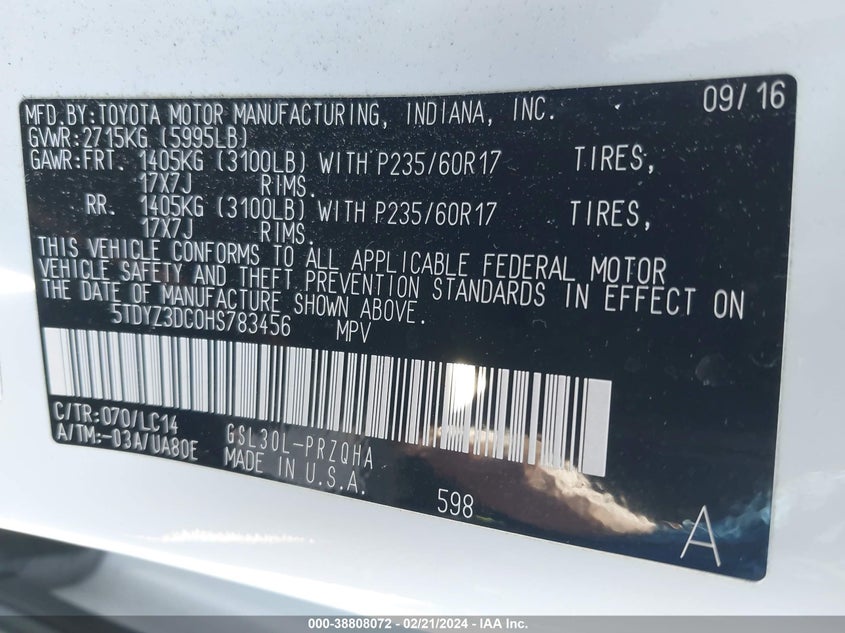 MFD.BY:TOYOTA MOTOR MANUFACTURING, INDIANA, INC. 09/16
GVWR:2715KG (5995LB)
GAWR:FRT. 1405KG (3100LB) WITH P235/60R17 TIRES,
17X7J RIMS.
RR. 1405KG (3100LB) WITH P235/60R17 TIRES,
17X7J RIMS.
THIS VEHICLE CONFORMS TO ALL APPLICABLE FEDERAL MOTOR
VEHICLE SAFETY AND THEFT PREVENTION STANDARDS IN EFFECT ON
THE DATE OF MANUFACTURE SHOWN ABOVE.
5TDYZ3DC0HS783456 MPV
C/TR:070/LC14 GSL30L-PRZQHA
A/TM:-03A/UA80E MADE IN U.S.A.
598
A
000-38808072 - 02/21/2024 - IAA Inc.